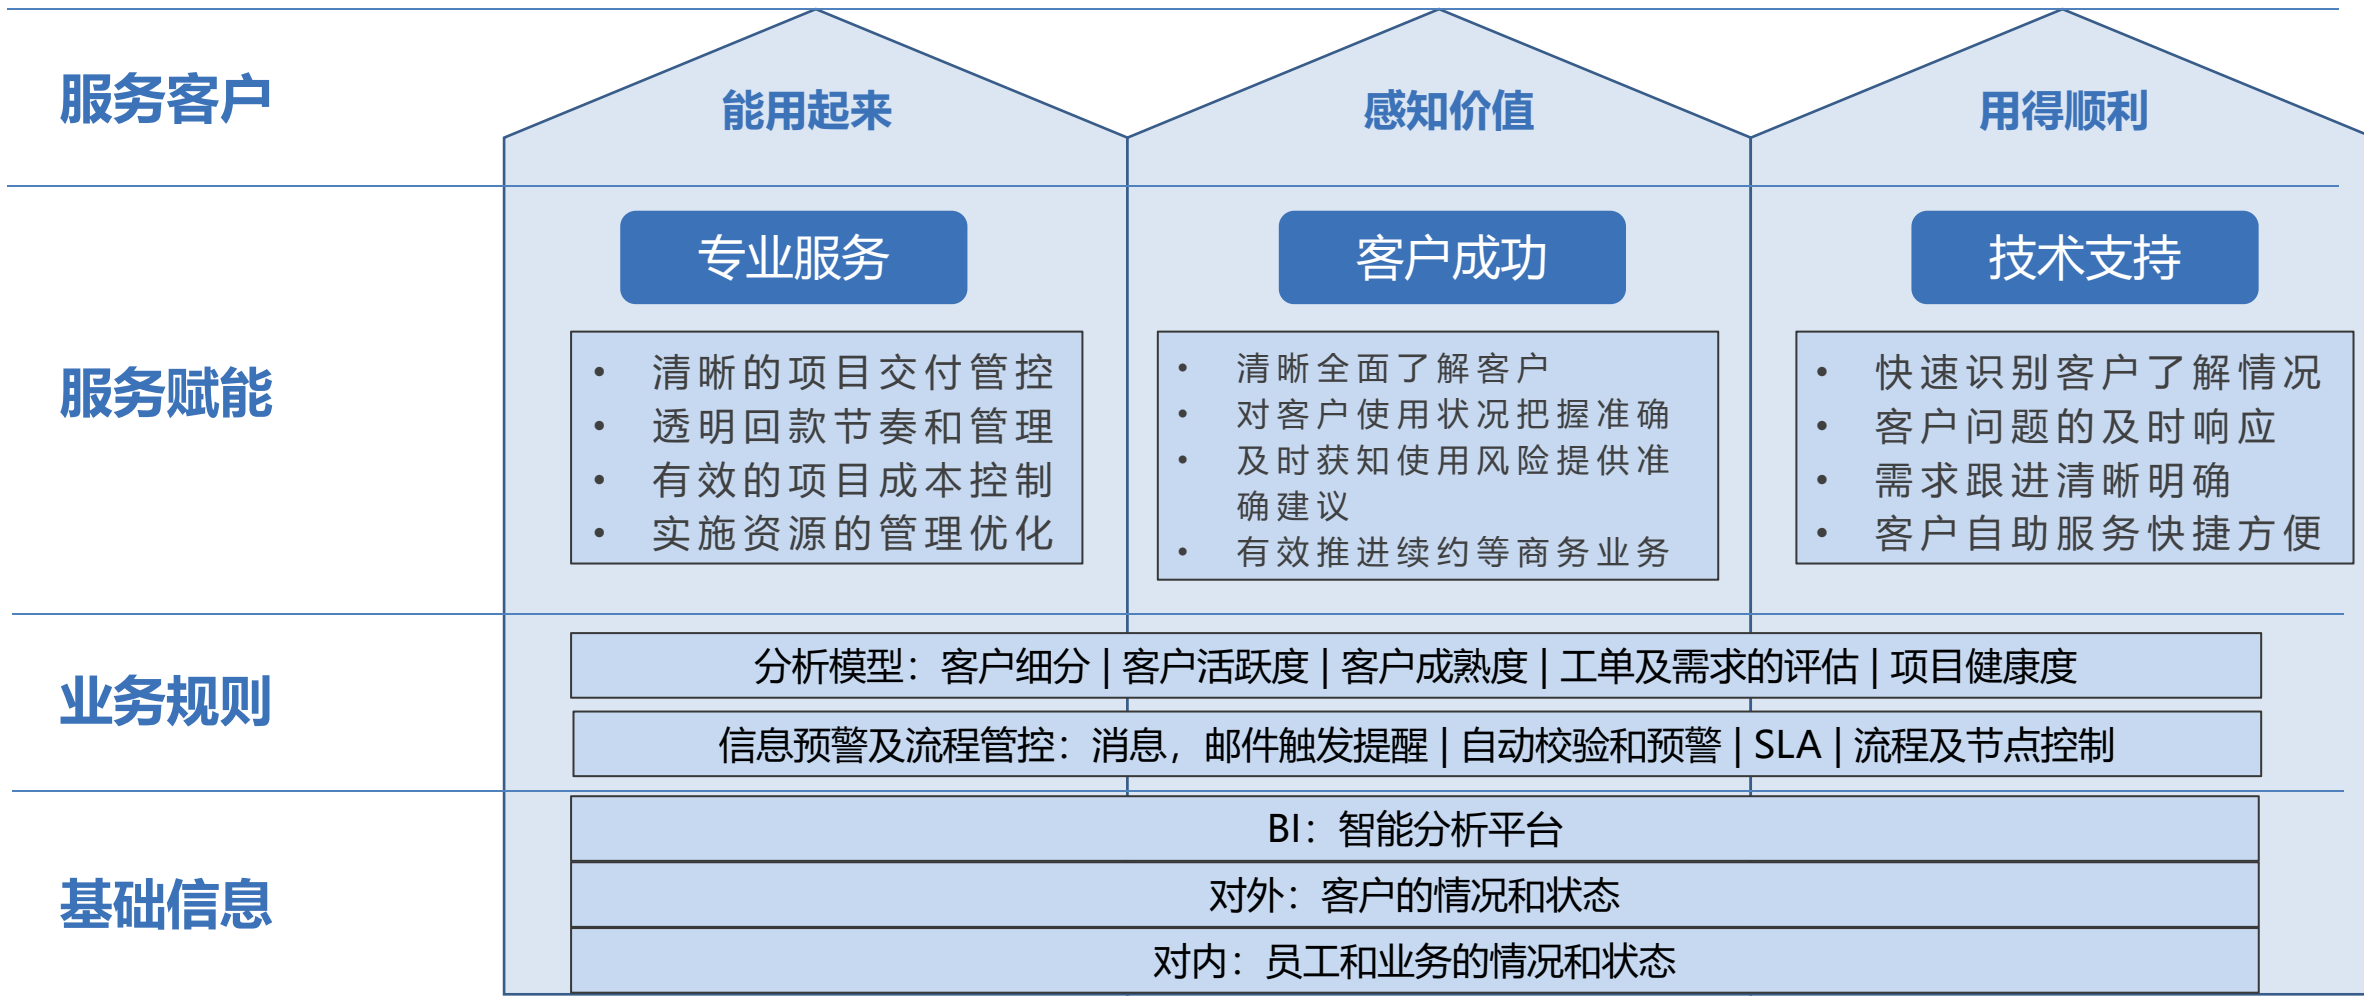 服务客户
能用起来
感知价值
用得顺利
服务赋能
专业服务
• 清晰的项目交付管控
• 透明回款节奏和管理
• 有效的项目成本控制
• 实施资源的管理优化
客户成功
• 清晰全面了解客户
• 对客户使用状况把握准确
• 及时获知使用风险提供准
确建议
• 有效推进续约等商务业务
技术支持
• 快速识别客户了解情况
• 客户问题的及时响应
• 需求跟进清晰明确
• 客户自助服务快捷方便
业务规则
分析模型：客户细分 | 客户活跃度 | 客户成熟度 | 工单及需求的评估 | 项目健康度
信息预警及流程管控：消息，邮件触发提醒 | 自动校验和预警 | SLA | 流程及节点控制
基础信息
BI：智能分析平台
对外：客户的情况和状态
对内：员工和业务的情况和状态